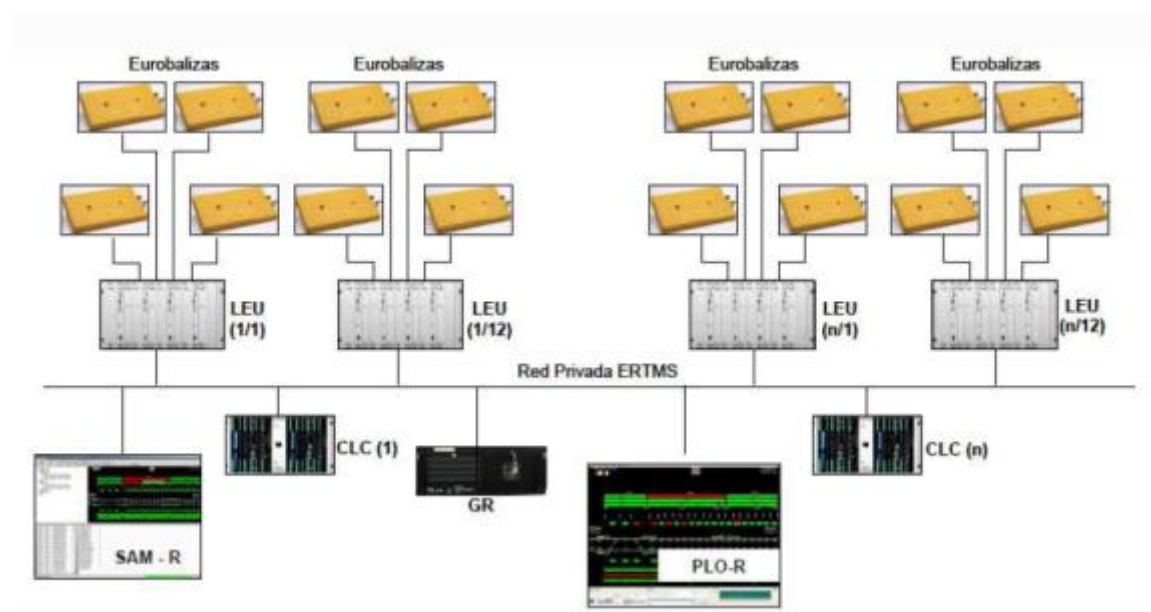 Eurobalizas
Eurobalizas
Eurobalizas
Eurobalizas
LEU
(1/1)
LEU
(1/12)
LEU
(n/1)
LEU
(n/12)
Red Privada ERTMS
CLC (1)
CLC (n)
GR
SAM - R
PLO-R